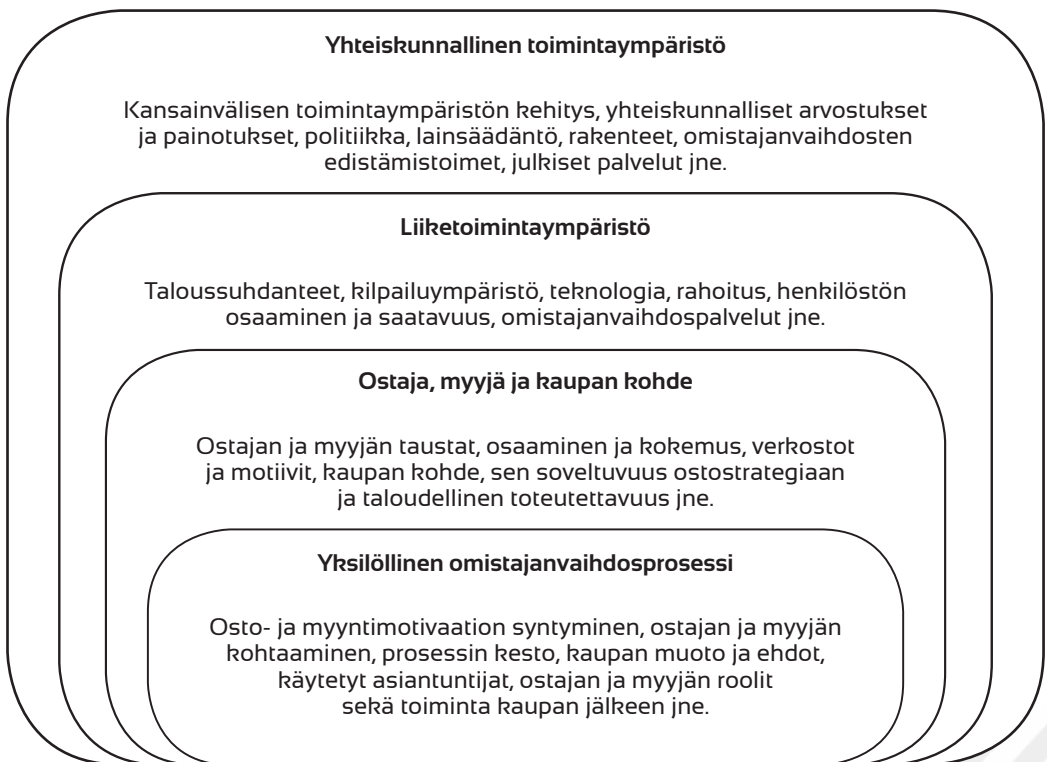 Yhteiskunnallinen toimintaympäristö
Kansainvälisen toimintaympäristön kehitys, yhteiskunnalliset arvostukset
ja painotukset, politiikka, lainsäädäntö, rakenteet, omistajanvaihdosten
edistämistoimet, julkiset palvelut jne.
Liiketoimintaympäristö
Taloussuhdanteet, kilpailuympäristö, teknologia, rahoitus, henkilöstön
osaaminen ja saatavuus, omistajanvaihdospalvelut jne.
Ostaja, myyjä ja kaupan kohde
Ostajan ja myyjän taustat, osaaminen ja kokemus, verkostot
ja motiivit, kaupan kohde, sen soveltuvuus ostostrategiaan
ja taloudellinen toteutettavuus jne.
Yksilöllinen omistajanvaihdosprosessi
Osto- ja myyntimotivaation syntyminen, ostajan ja myyjän
kohtaaminen, prosessin kesto, kaupan muoto ja ehdot,
käytetyt asiantuntijat, ostajan ja myyjän roolit
sekä toiminta kaupan jälkeen jne.